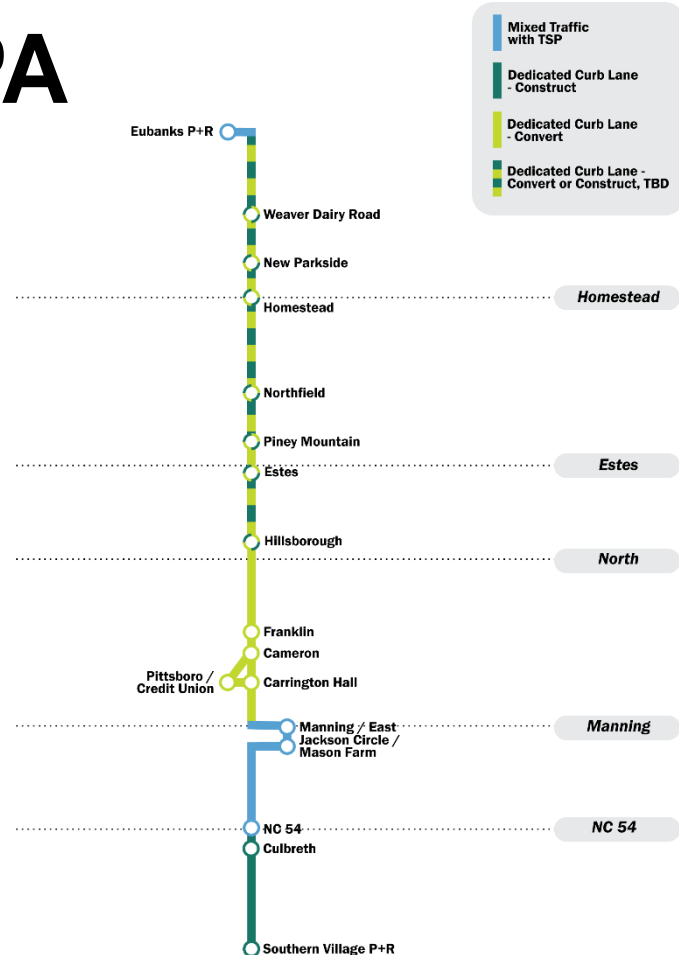 PA
Mixed Traffic
with TSP
Dedicated Curb Lane
- Construct
Dedicated Curb Lane
- Convert
Dedicated Curb Lane -
Convert or Construct, TBD
Eubanks P+R
Weaver Dairy Road
New Parkside
Homestead
Homestead
Northfield
Piney Mountain
Estes
Estes
Hillsborough
North
Franklin
Cameron
Pittsboro /
Credit Union
Carrington Hall
Manning / East
Manning
Jackson Circle /
Mason Farm
NC 54
NC 54
Culbreth
Southern Village P+R